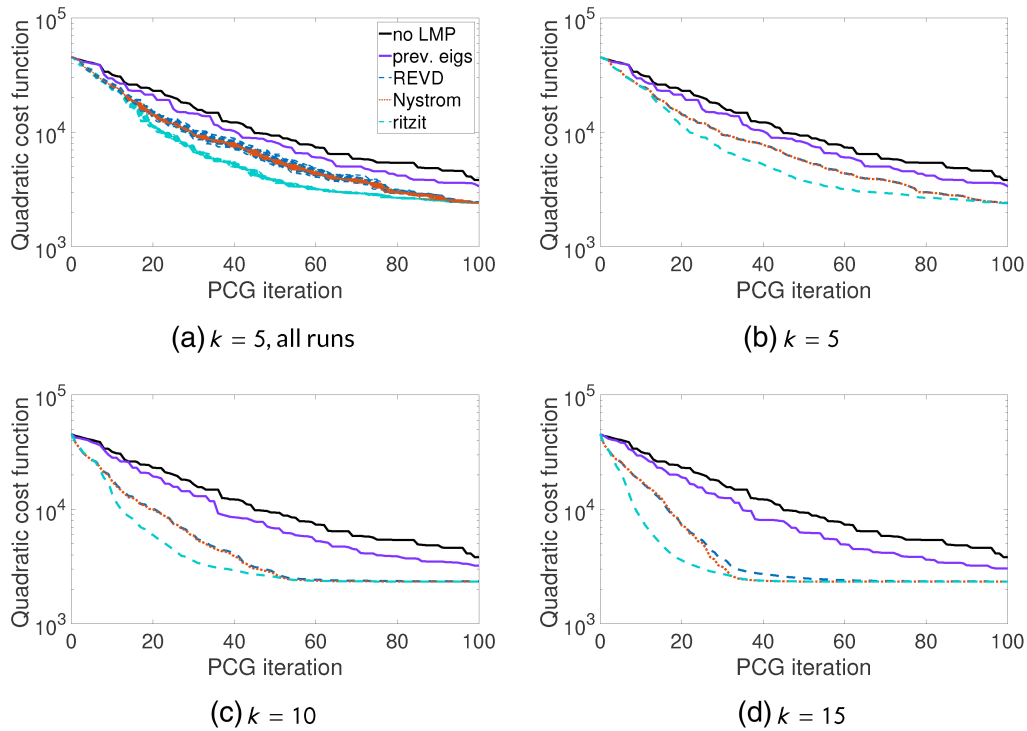 10^5
10^4
10^3
Quadratic cost function
0 20 40 60 80 100
PCG iteration
no LMP
prev. eigs
REVD
Nystrom
ritzit
(a) k = 5, all runs
10^5
10^4
10^3
Quadratic cost function
0 20 40 60 80 100
PCG iteration
(b) k = 5
10^5
10^4
10^3
Quadratic cost function
0 20 40 60 80 100
PCG iteration
(c) k = 10
10^5
10^4
10^3
Quadratic cost function
0 20 40 60 80 100
PCG iteration
(d) k = 15